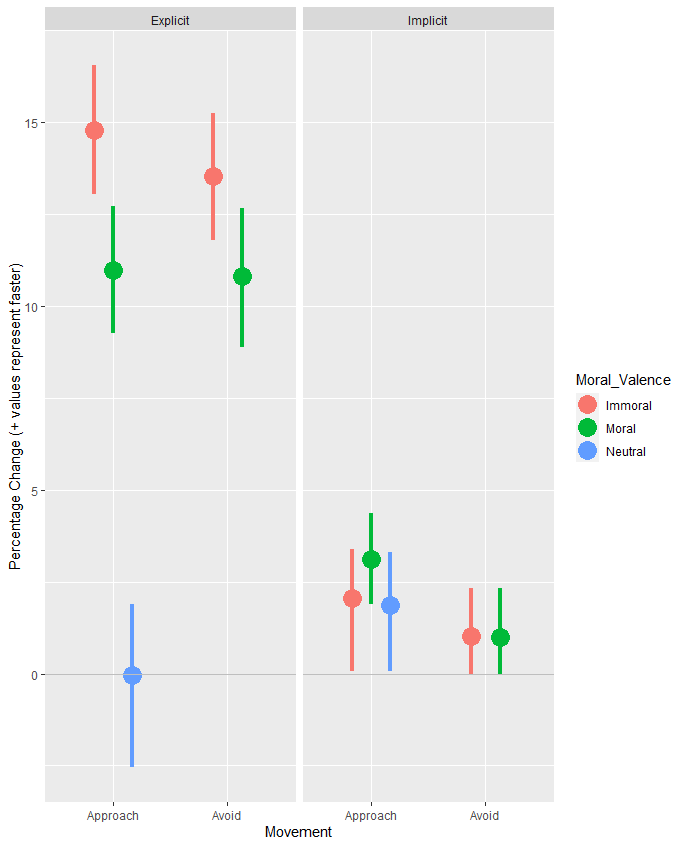 Explicit
Implicit
Percentage Change (+ values represent faster)
15
10
5
0
Approach
Avoid
Approach
Avoid
Movement
Moral_Valence
Immoral
Moral
Neutral